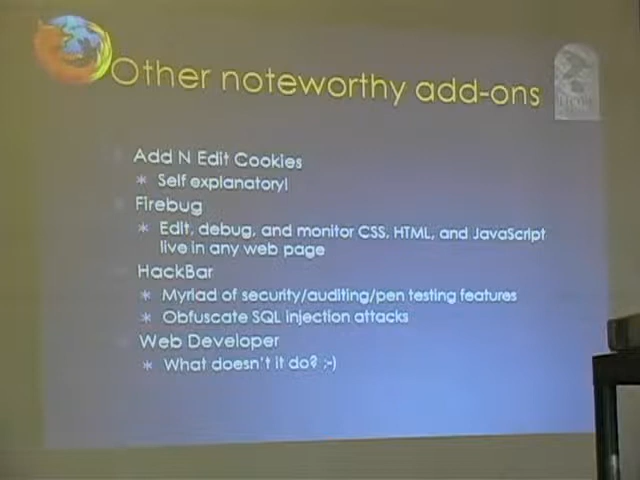 Other noteworthy add-ons
Add N Edit Cookies
* Self explanatory!
Firebug
* Edit, debug, and monitor CSS, HTML, and JavaScript
live in any web page
HackBar
* Myriad of security/auditing/pen testing features
* Obfuscate SQL injection attacks
Web Developer
* What doesn't it do? ;-)